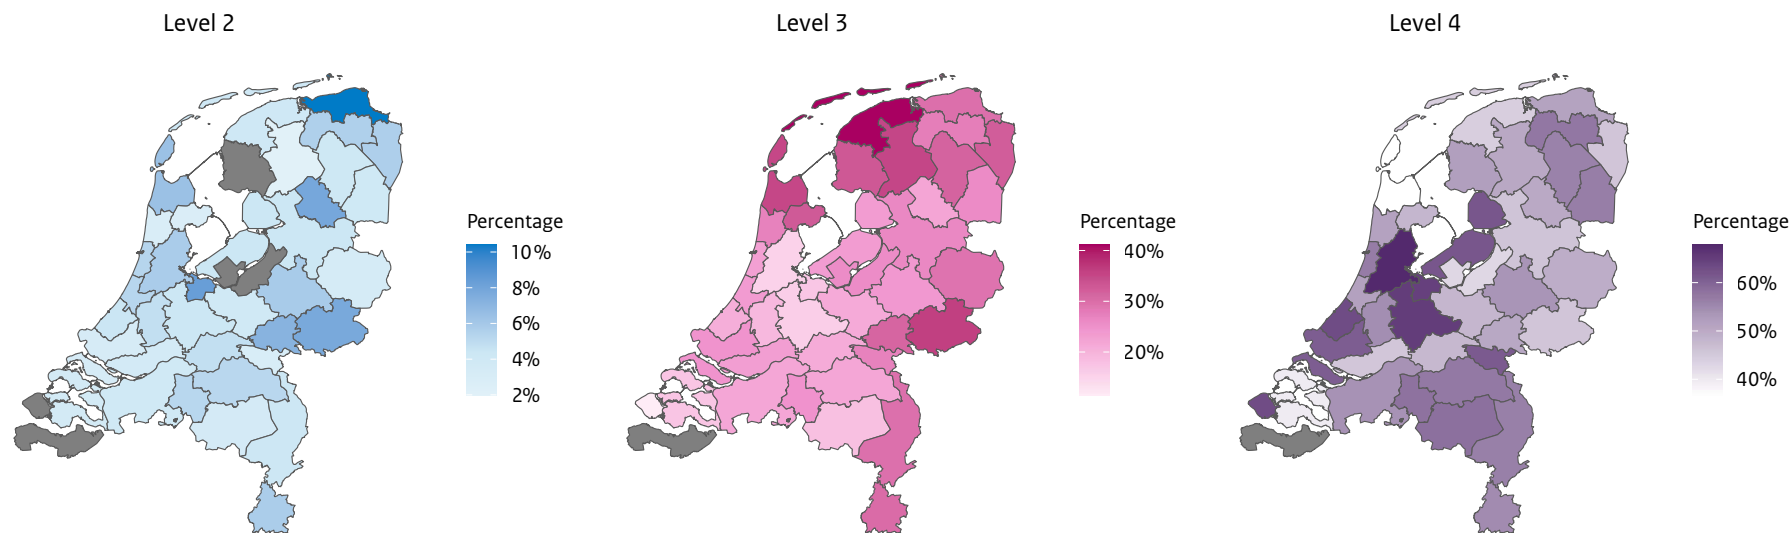 Level 2
Level 3
Level 4
Percentage
10%
8%
6%
4%
2%
Percentage
40%
30%
20%
Percentage
60%
50%
40%